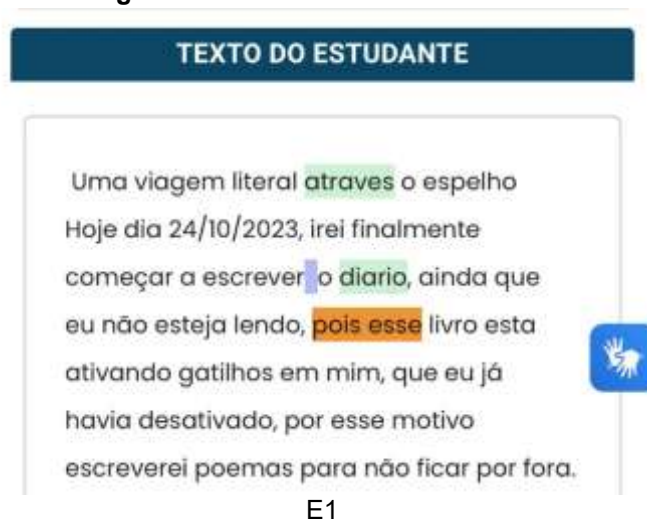 TEXTO DO ESTUDANTE
Uma viagem literal atraves o espelho
Hoje dia 24/10/2023, irei finalmente
começar a escrever o diario, ainda que
eu não esteja lendo, pois esse livro esta
ativando gatilhos em mim, que eu já
havia desativado, por esse motivo
escreverei poemas para não ficar por fora.
E1